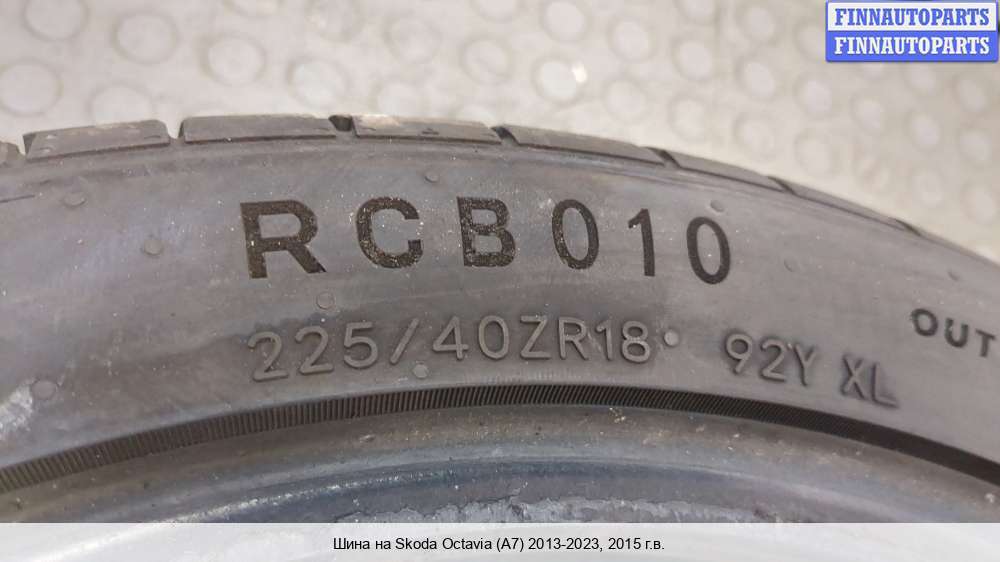 FINNAUTOPARTS
FINNAUTOPARTS
RCB010
225/40ZR18 92Y XL
OUT
Шина на Skoda Octavia (A7) 2013-2023, 2015 г.в.